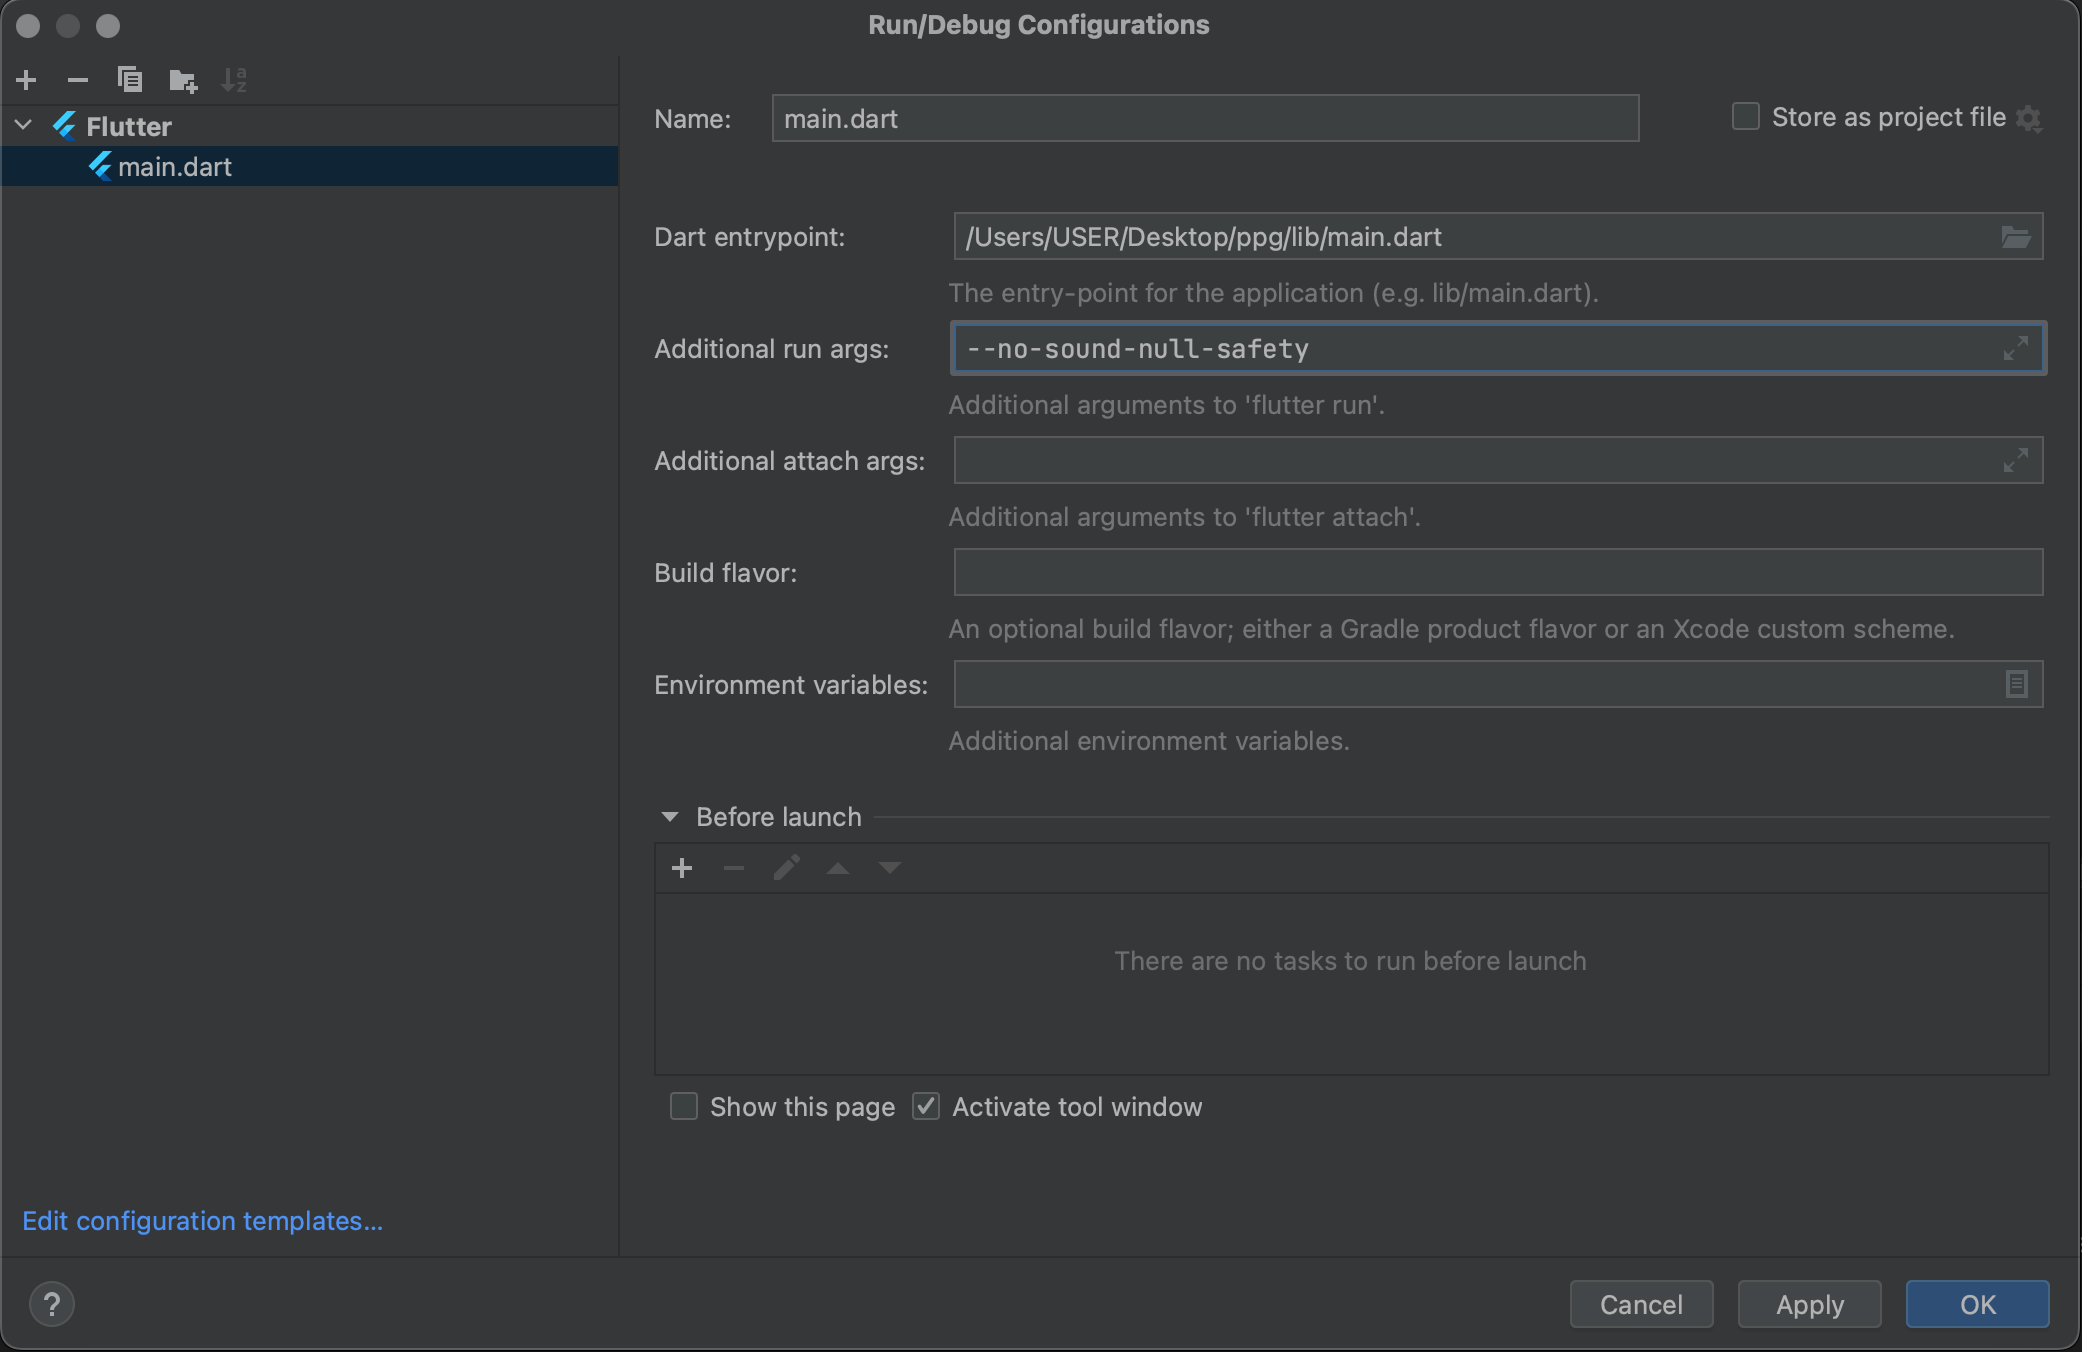 Run/Debug Configurations
Flutter
main.dart
Edit configuration templates...
Name: main.dart Store as project file
Dart entrypoint: /Users/USER/Desktop/ppg/lib/main.dart
The entry-point for the application (e.g. lib/main.dart).
Additional run args: --no-sound-null-safety
Additional arguments to 'flutter run'.
Additional attach args:
Additional arguments to 'flutter attach'.
Build flavor:
An optional build flavor; either a Gradle product flavor or an Xcode custom scheme.
Environment variables:
Additional environment variables.
Before launch
There are no tasks to run before launch
Show this page Activate tool window
? Cancel Apply OK